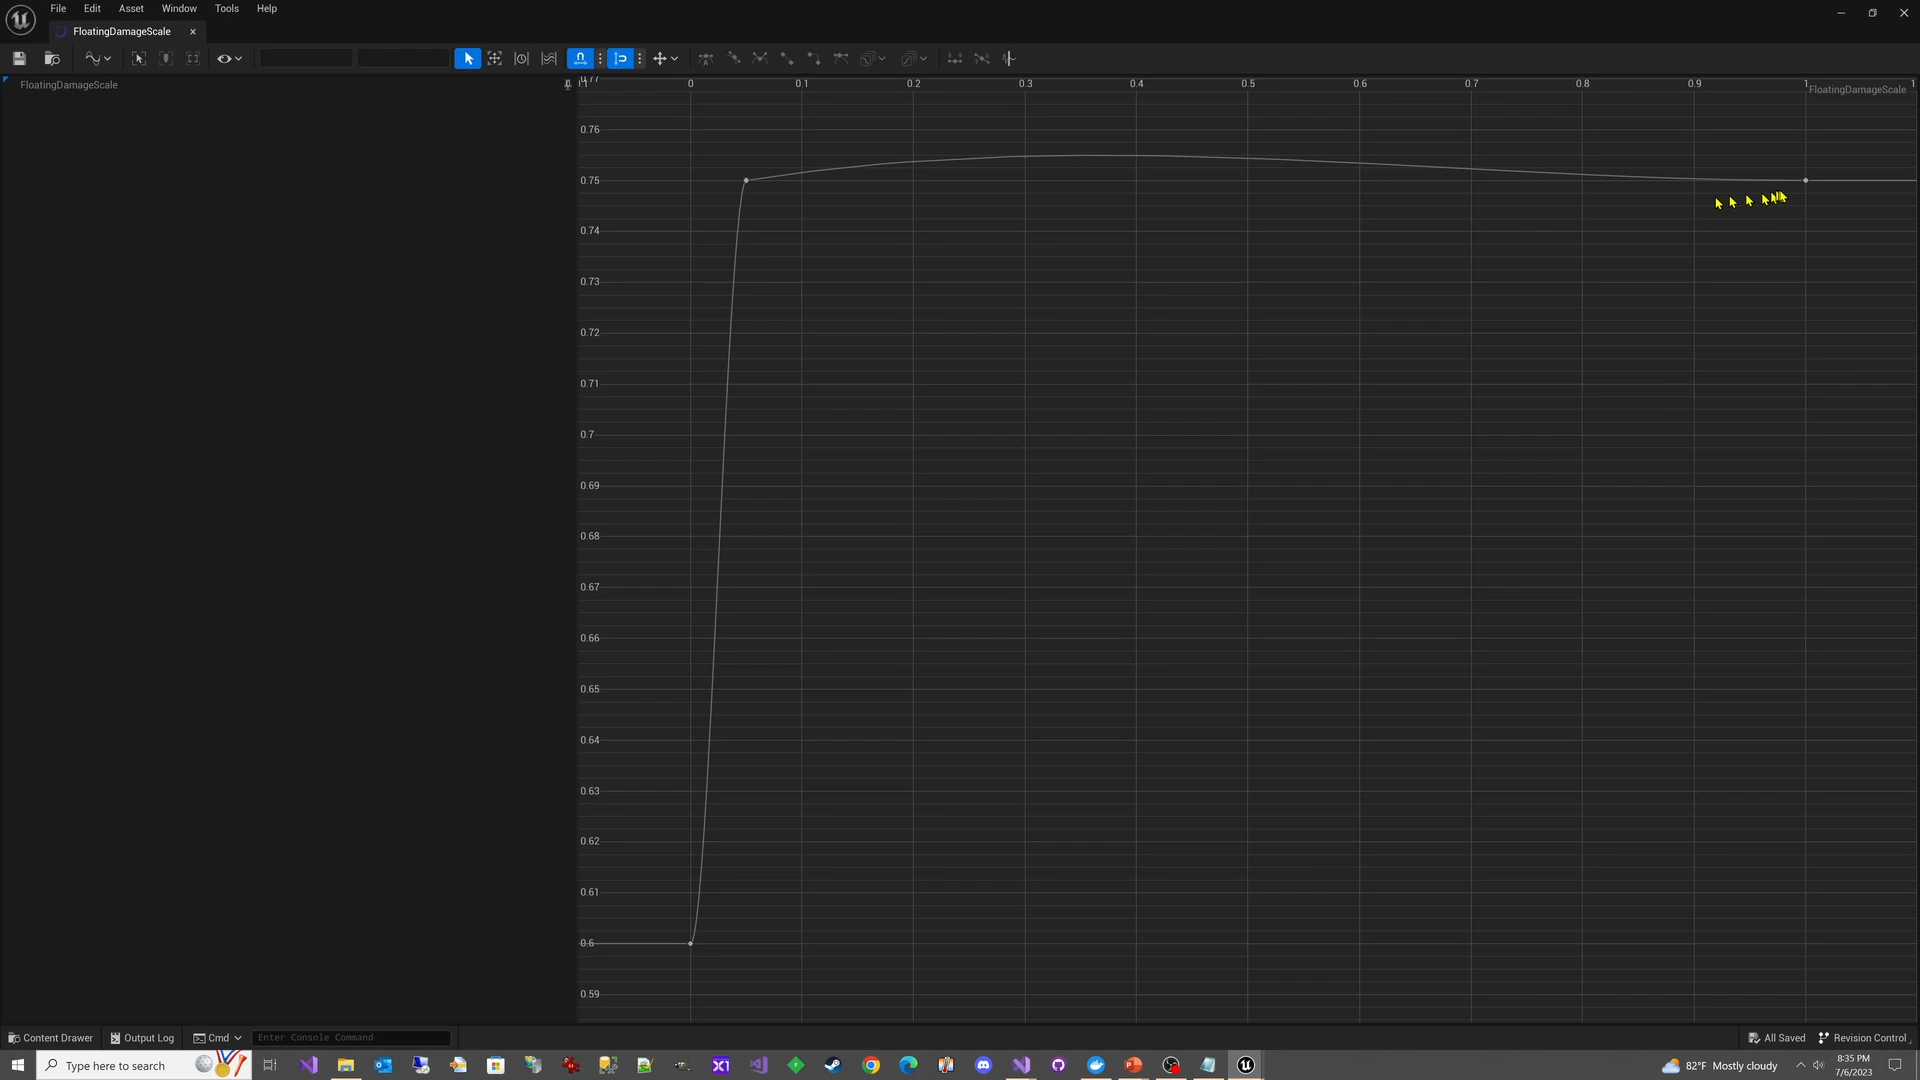 File Edit Asset Window Tools Help
FloatingDamageScale
FloatingDamageScale
0 0.1 0.2 0.3 0.4 0.5 0.6 0.7 0.8 0.9 1
FloatingDamageScale
0.77
0.76
0.75
0.74
0.73
0.72
0.71
0.7
0.69
0.68
0.67
0.66
0.65
0.64
0.63
0.62
0.61
0.6
0.59
Content Drawer Output Log Cmd Enter Console Command All Saved Revision Control
Type here to search X1 82°F Mostly cloudy 8:35 PM
7/6/2023